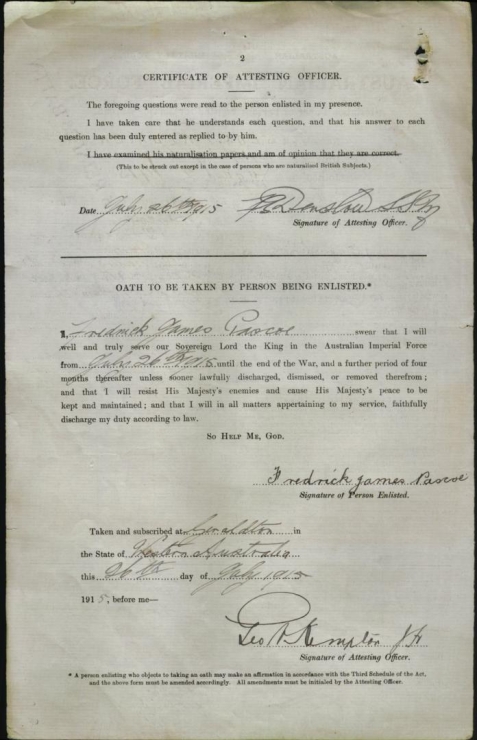 2
CERTIFICATE OF ATTESTING OFFICER.
The foregoing questions were read to the person enlisted in my presence.
I have taken care that he understands each question, and that his answer to each
question has been duly entered as replied to by him.
I have examined his naturalisation papers and am of opinion that they are correct.
(This to be struck out except in the case of persons who are naturalised British Subjects.)
Date July 26th 1915
Signature of Attesting Officer.
OATH TO BE TAKEN BY PERSON BEING ENLISTED.*
I, Fredrick James Pascoe swear that I will
well and truly serve our Sovereign Lord the King in the Australian Imperial Force
from July 26th 1915 until the end of the War, and a further period of four
months thereafter unless sooner lawfully discharged, dismissed, or removed therefrom;
and that I will resist His Majesty's enemies and cause His Majesty's peace to be
kept and maintained; and that I will in all matters appertaining to my service, faithfully
discharge my duty according to law.
SO HELP ME, GOD.
Fredrick James Pascoe
Signature of Person Enlisted.
Taken and subscribed at Geraldton in
the State of Western Australia
this 26th day of July 1915
1915, before me—
Geo Kempton
Signature of Attesting Officer.
* A person enlisting who objects to taking an oath may make an affirmation in accordance with the Third Schedule of the Act,
and the above form must be amended accordingly. All amendments must be initialed by the Attesting Officer.